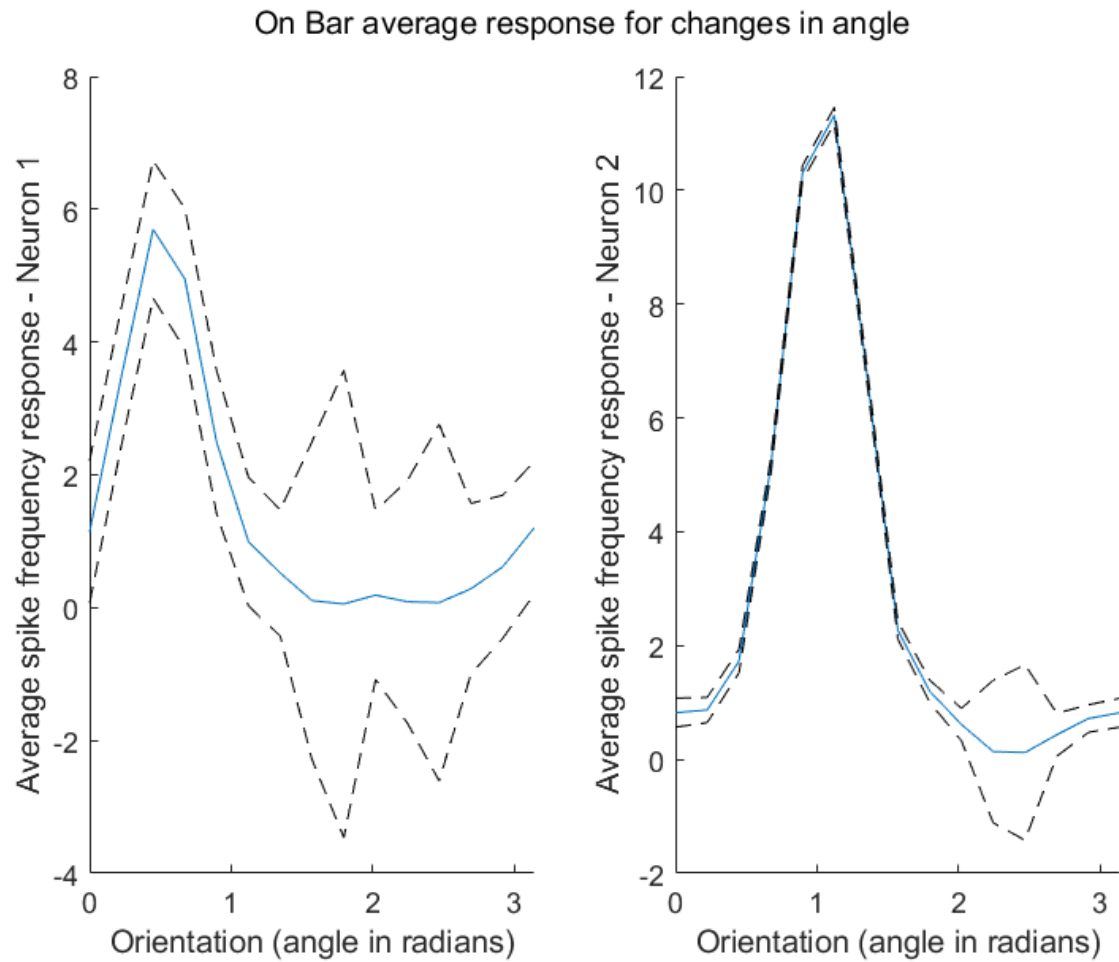 On Bar average response for changes in angle
Average spike frequency response - Neuron 1
8
6
4
2
0
-2
-4
0 1 2 3
Orientation (angle in radians)
Average spike frequency response - Neuron 2
12
10
8
6
4
2
0
-2
0 1 2 3
Orientation (angle in radians)